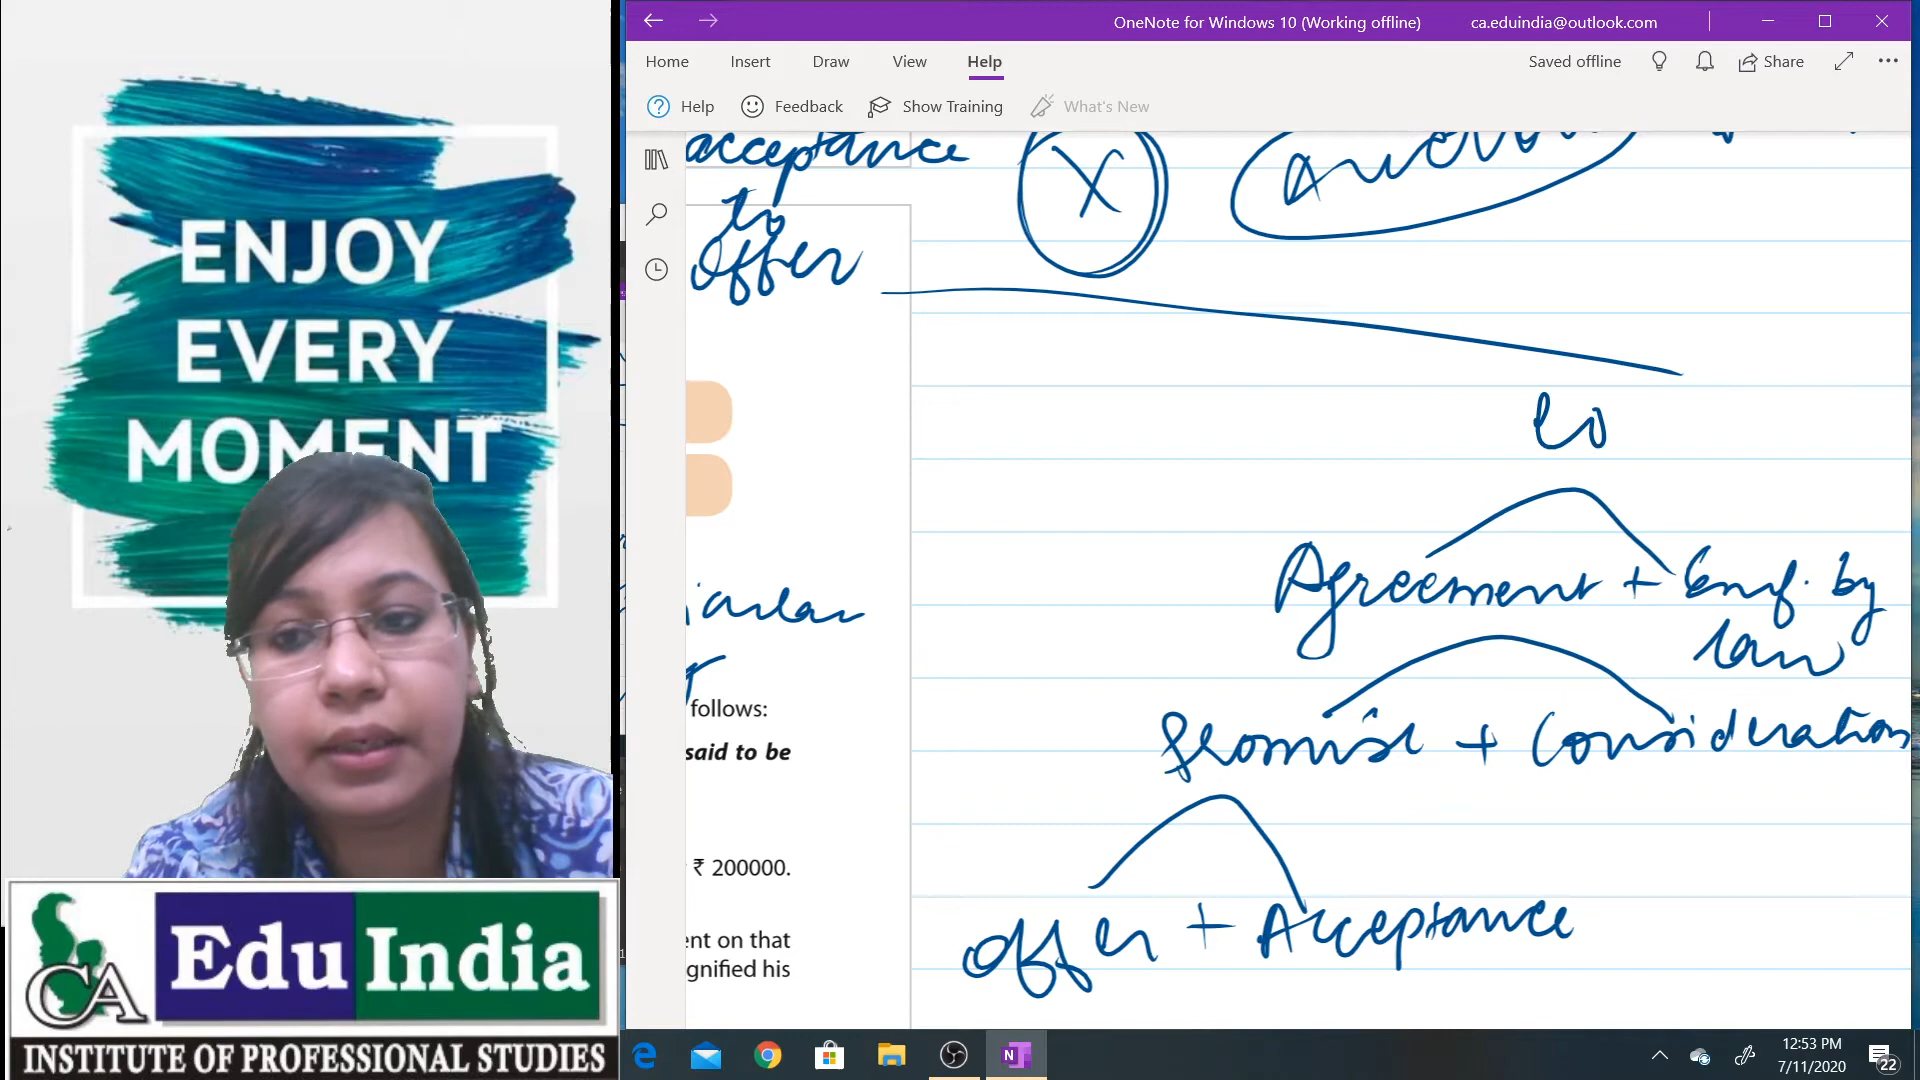 ENJOY
EVERY
MOMENT
CA Edu India
INSTITUTE OF PROFESSIONAL STUDIES
OneNote for Windows 10 (Working offline) ca.eduindia@outlook.com
Home Insert Draw View Help Saved offline Share
Help Feedback Show Training What's New
acceptance X
to
offer
Co
Agreement + Enf. by
law
Promise + Consideration
offer + Acceptance
follows:
said to be
₹ 200000.
ent on that
gnified his
12:53 PM
7/11/2020
22